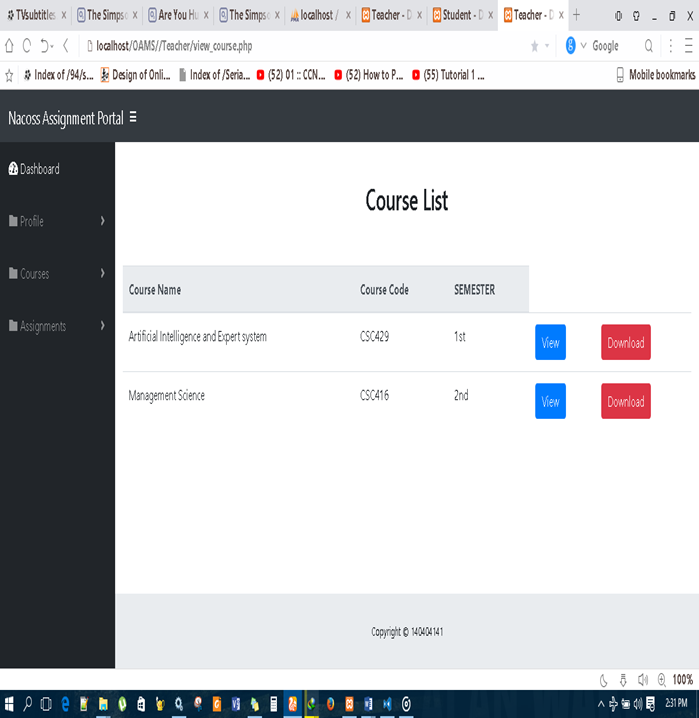 TVsubtitles The Simps Are You Hu The Simps localhost / Teacher - D Student - D Teacher - D
localhost/OAMS//Teacher/view_course.php Google
Index of /94/s... Design of Onli... Index of /Seria... (52) 01 :: CCN... (52) How to P... (55) Tutorial 1 ... Mobile bookmarks
Nacoss Assignment Portal
Dashboard
Profile
Courses
Assignments
Course List
Course Name Course Code SEMESTER
Artificial Intelligence and Expert system CSC429 1st View Download
Management Science CSC416 2nd View Download
Copyright © 140404141
100%
2:31 PM